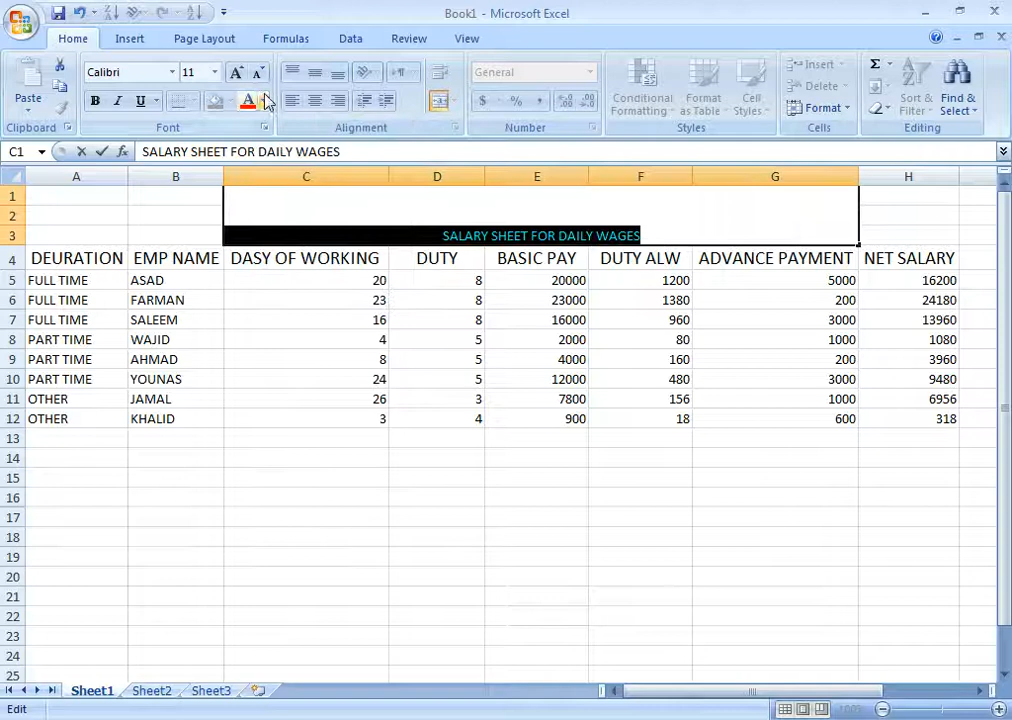 Book1 - Microsoft Excel
Home Insert Page Layout Formulas Data Review View
Paste
Calibri 11
B I U A
General
$ % ,
Conditional Formatting
Format as Table
Cell Styles
Insert
Delete
Format
Σ
Sort & Filter
Find & Select
Clipboard Font Alignment Number Styles Cells Editing
C1 fx SALARY SHEET FOR DAILY WAGES
A B C D E F G H
1
2
3 SALARY SHEET FOR DAILY WAGES
4 DEURATION EMP NAME DASY OF WORKING DUTY BASIC PAY DUTY ALW ADVANCE PAYMENT NET SALARY
5 FULL TIME ASAD 20 8 20000 1200 5000 16200
6 FULL TIME FARMAN 23 8 23000 1380 200 24180
7 FULL TIME SALEEM 16 8 16000 960 3000 13960
8 PART TIME WAJID 4 5 2000 80 1000 1080
9 PART TIME AHMAD 8 5 4000 160 200 3960
10 PART TIME YOUNAS 24 5 12000 480 3000 9480
11 OTHER JAMAL 26 3 7800 156 1000 6956
12 OTHER KHALID 3 4 900 18 600 318
13
14
15
16
17
18
19
20
21
22
23
24
25
Sheet1 Sheet2 Sheet3
Edit 100%